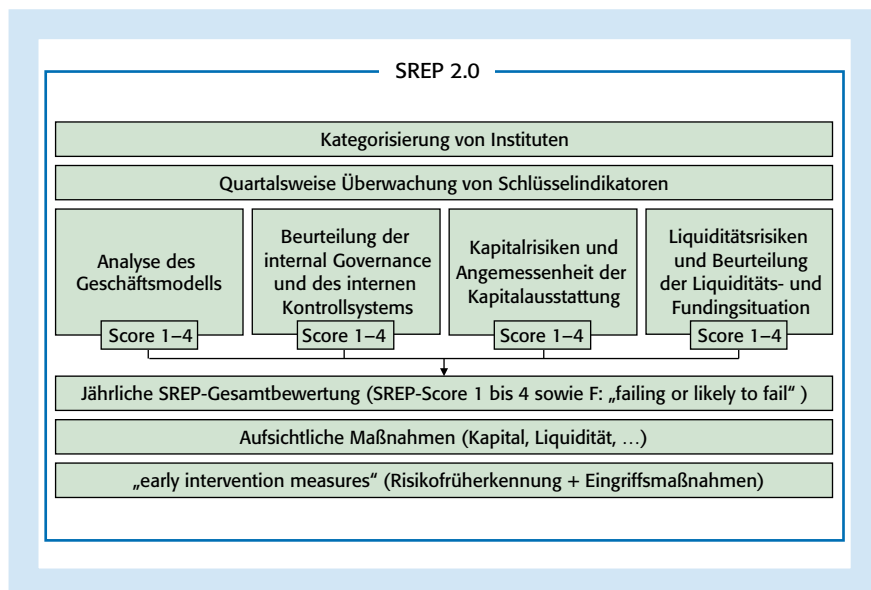 SREP 2.0
Kategorisierung von Instituten
Quartalsweise Überwachung von Schlüsselindikatoren
Analyse des
Geschäftsmodells
Score 1–4
Beurteilung der
internal Governance
und des internen
Kontrollsystems
Score 1–4
Kapitalrisiken und
Angemessenheit der
Kapitalausstattung
Score 1–4
Liquiditätsrisiken
und Beurteilung
der Liquiditäts- und
Fundingsituation
Score 1–4
Jährliche SREP-Gesamtbewertung (SREP-Score 1 bis 4 sowie F: „failing or likely to fail“ )
Aufsichtliche Maßnahmen (Kapital, Liquidität, …)
„early intervention measures“ (Risikofrüherkennung + Eingriffsmaßnahmen)